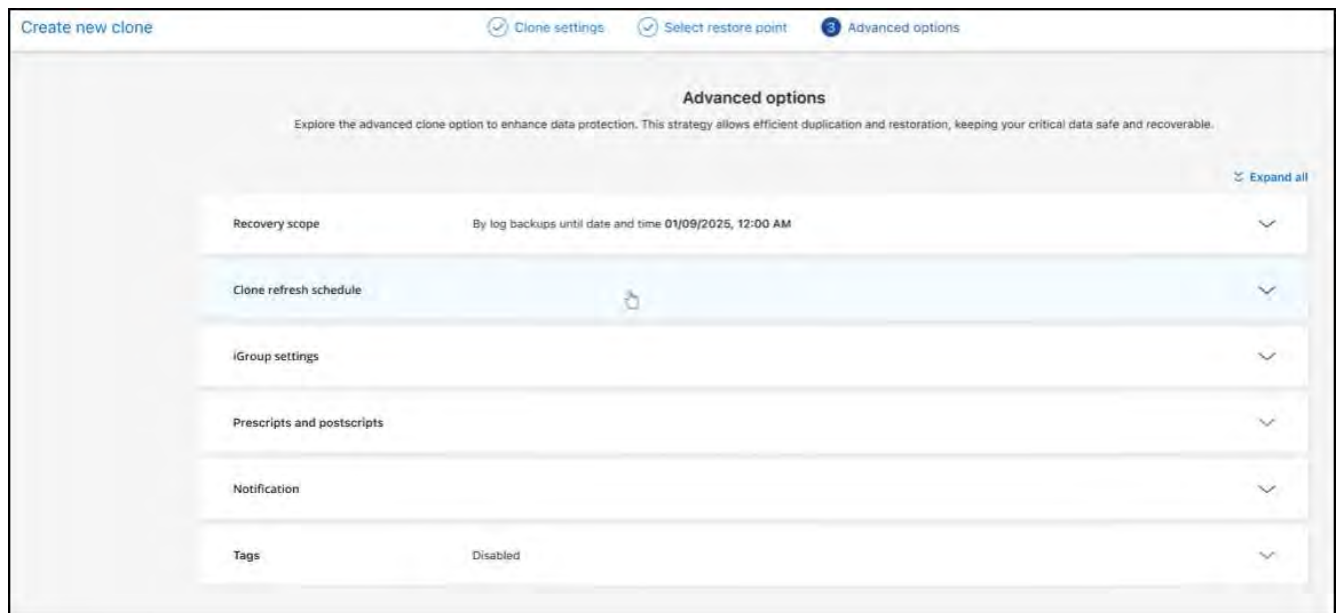 Create new clone
Clone settings
Select restore point
3 Advanced options
Advanced options
Explore the advanced clone option to enhance data protection. This strategy allows efficient duplication and restoration, keeping your critical data safe and recoverable.
Expand all
Recovery scope By log backups until date and time 01/09/2025, 12:00 AM
Clone refresh schedule
iGroup settings
Prescripts and postscripts
Notification
Tags Disabled